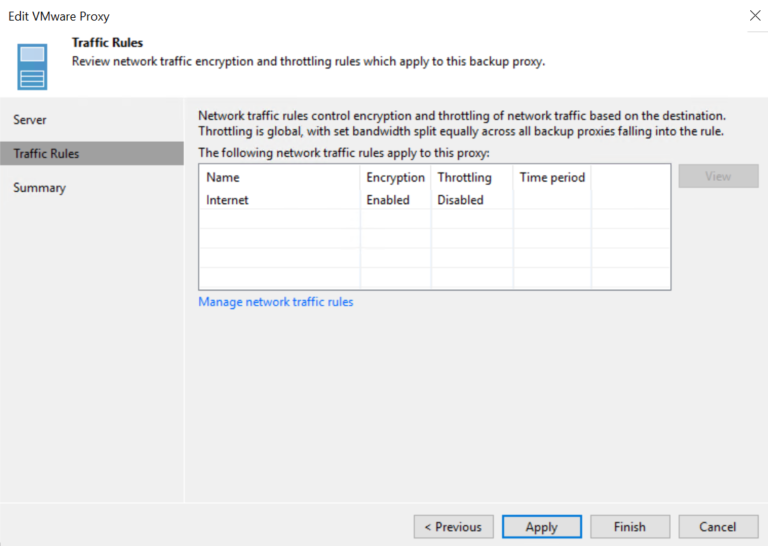 Edit VMware Proxy
Traffic Rules
Review network traffic encryption and throttling rules which apply to this backup proxy.
Server
Traffic Rules
Summary
Network traffic rules control encryption and throttling of network traffic based on the destination.
Throttling is global, with set bandwidth split equally across all backup proxies falling into the rule.
The following network traffic rules apply to this proxy:
Name Encryption Throttling Time period
Internet Enabled Disabled
View
Manage network traffic rules
< Previous Apply Finish Cancel